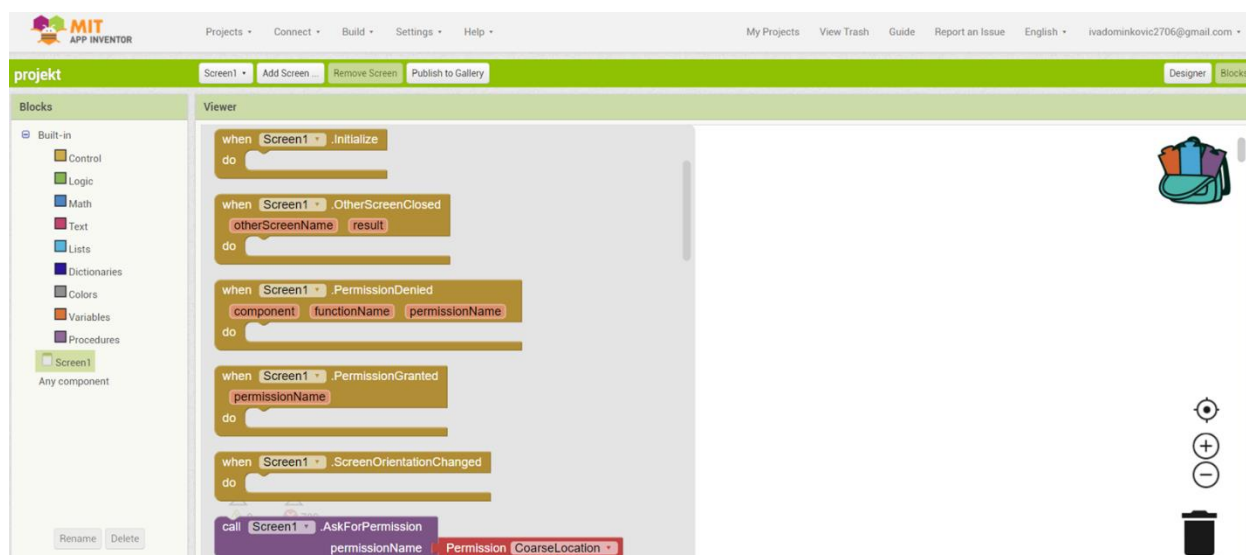 MIT
APP INVENTOR
Projects Connect Build Settings Help My Projects View Trash Guide Report an Issue English ivadominkovic2706@gmail.com
projekt Screen1 Add Screen ... Remove Screen Publish to Gallery Designer Blocks
Blocks
Built-in
Control
Logic
Math
Text
Lists
Dictionaries
Colors
Variables
Procedures
Screen1
Any component
Rename Delete
Viewer
when Screen1 .Initialize
do
when Screen1 .OtherScreenClosed
otherScreenName result
do
when Screen1 .PermissionDenied
component functionName permissionName
do
when Screen1 .PermissionGranted
permissionName
do
when Screen1 .ScreenOrientationChanged
do
call Screen1 .AskForPermission
permissionName Permission CoarseLocation